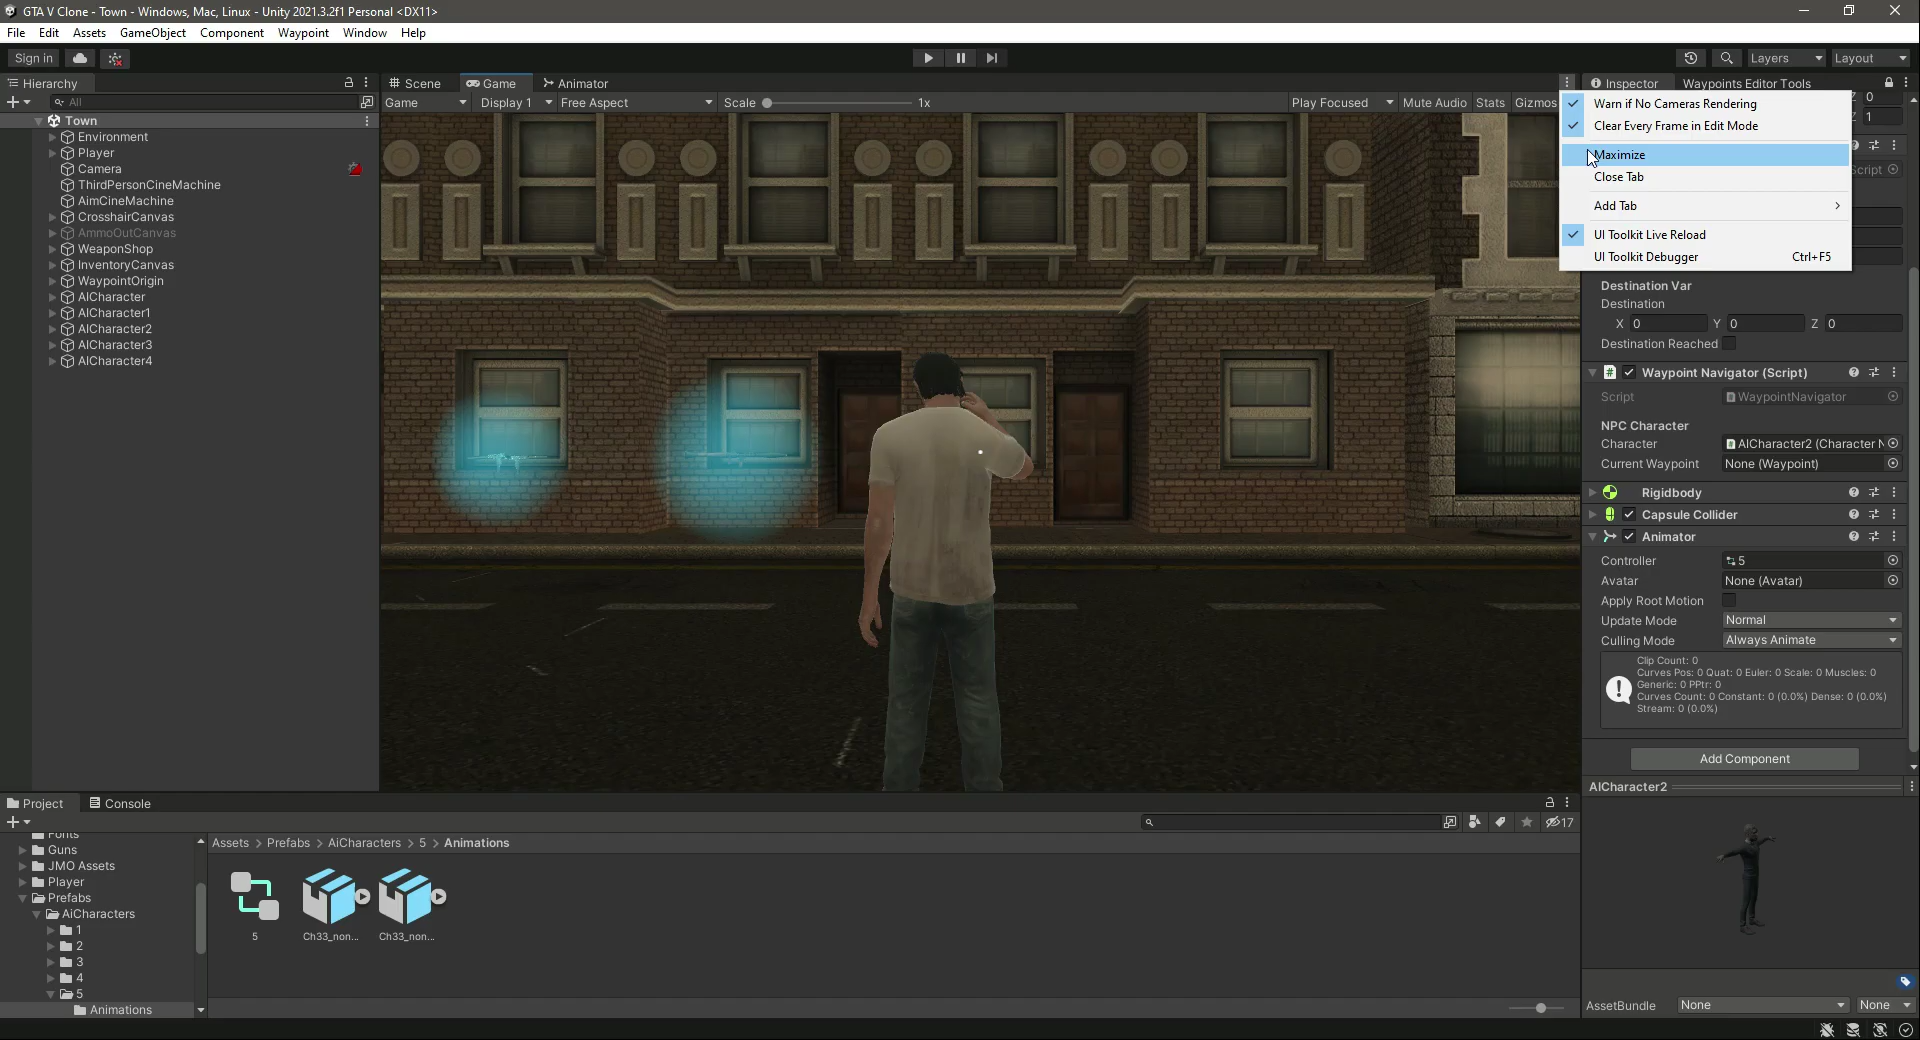 GTA V Clone - Town - Windows, Mac, Linux - Unity 2021.3.2f1 Personal <DX11>
File Edit Assets GameObject Component Waypoint Window Help
Sign in
Layers Layout
Hierarchy
Scene Game Animator
Inspector Waypoints Editor Tools
All
Game Display 1 Free Aspect Scale 1x Play Focused Mute Audio Stats Gizmos
Town
Environment
Player
Camera
ThirdPersonCineMachine
AimCineMachine
CrosshairCanvas
AmmoOutCanvas
WeaponShop
InventoryCanvas
WaypointOrigin
AICharacter
AICharacter1
AICharacter2
AICharacter3
AICharacter4
Warn if No Cameras Rendering
Clear Every Frame in Edit Mode
Maximize
Close Tab
Add Tab
UI Toolkit Live Reload
UI Toolkit Debugger Ctrl+F5
Z 0
Z 1
Script
Destination Var
Destination
X 0 Y 0 Z 0
Destination Reached
# Waypoint Navigator (Script)
Script WaypointNavigator
NPC Character
Character AICharacter2 (Character N
Current Waypoint None (Waypoint)
Rigidbody
Capsule Collider
Animator
Controller 5
Avatar None (Avatar)
Apply Root Motion
Update Mode Normal
Culling Mode Always Animate
Clip Count: 0
Curves Pos: 0 Quat: 0 Euler: 0 Scale: 0 Muscles: 0
Generic: 0 PPtr: 0
Curves Count: 0 Constant: 0 (0.0%) Dense: 0 (0.0%)
Stream: 0 (0.0%)
Add Component
AICharacter2
AssetBundle None None
Project Console
17
Fonts
Guns
JMO Assets
Player
Prefabs
AiCharacters
1
2
3
4
5
Animations
Assets > Prefabs > AiCharacters > 5 > Animations
5 Ch33_non... Ch33_non...